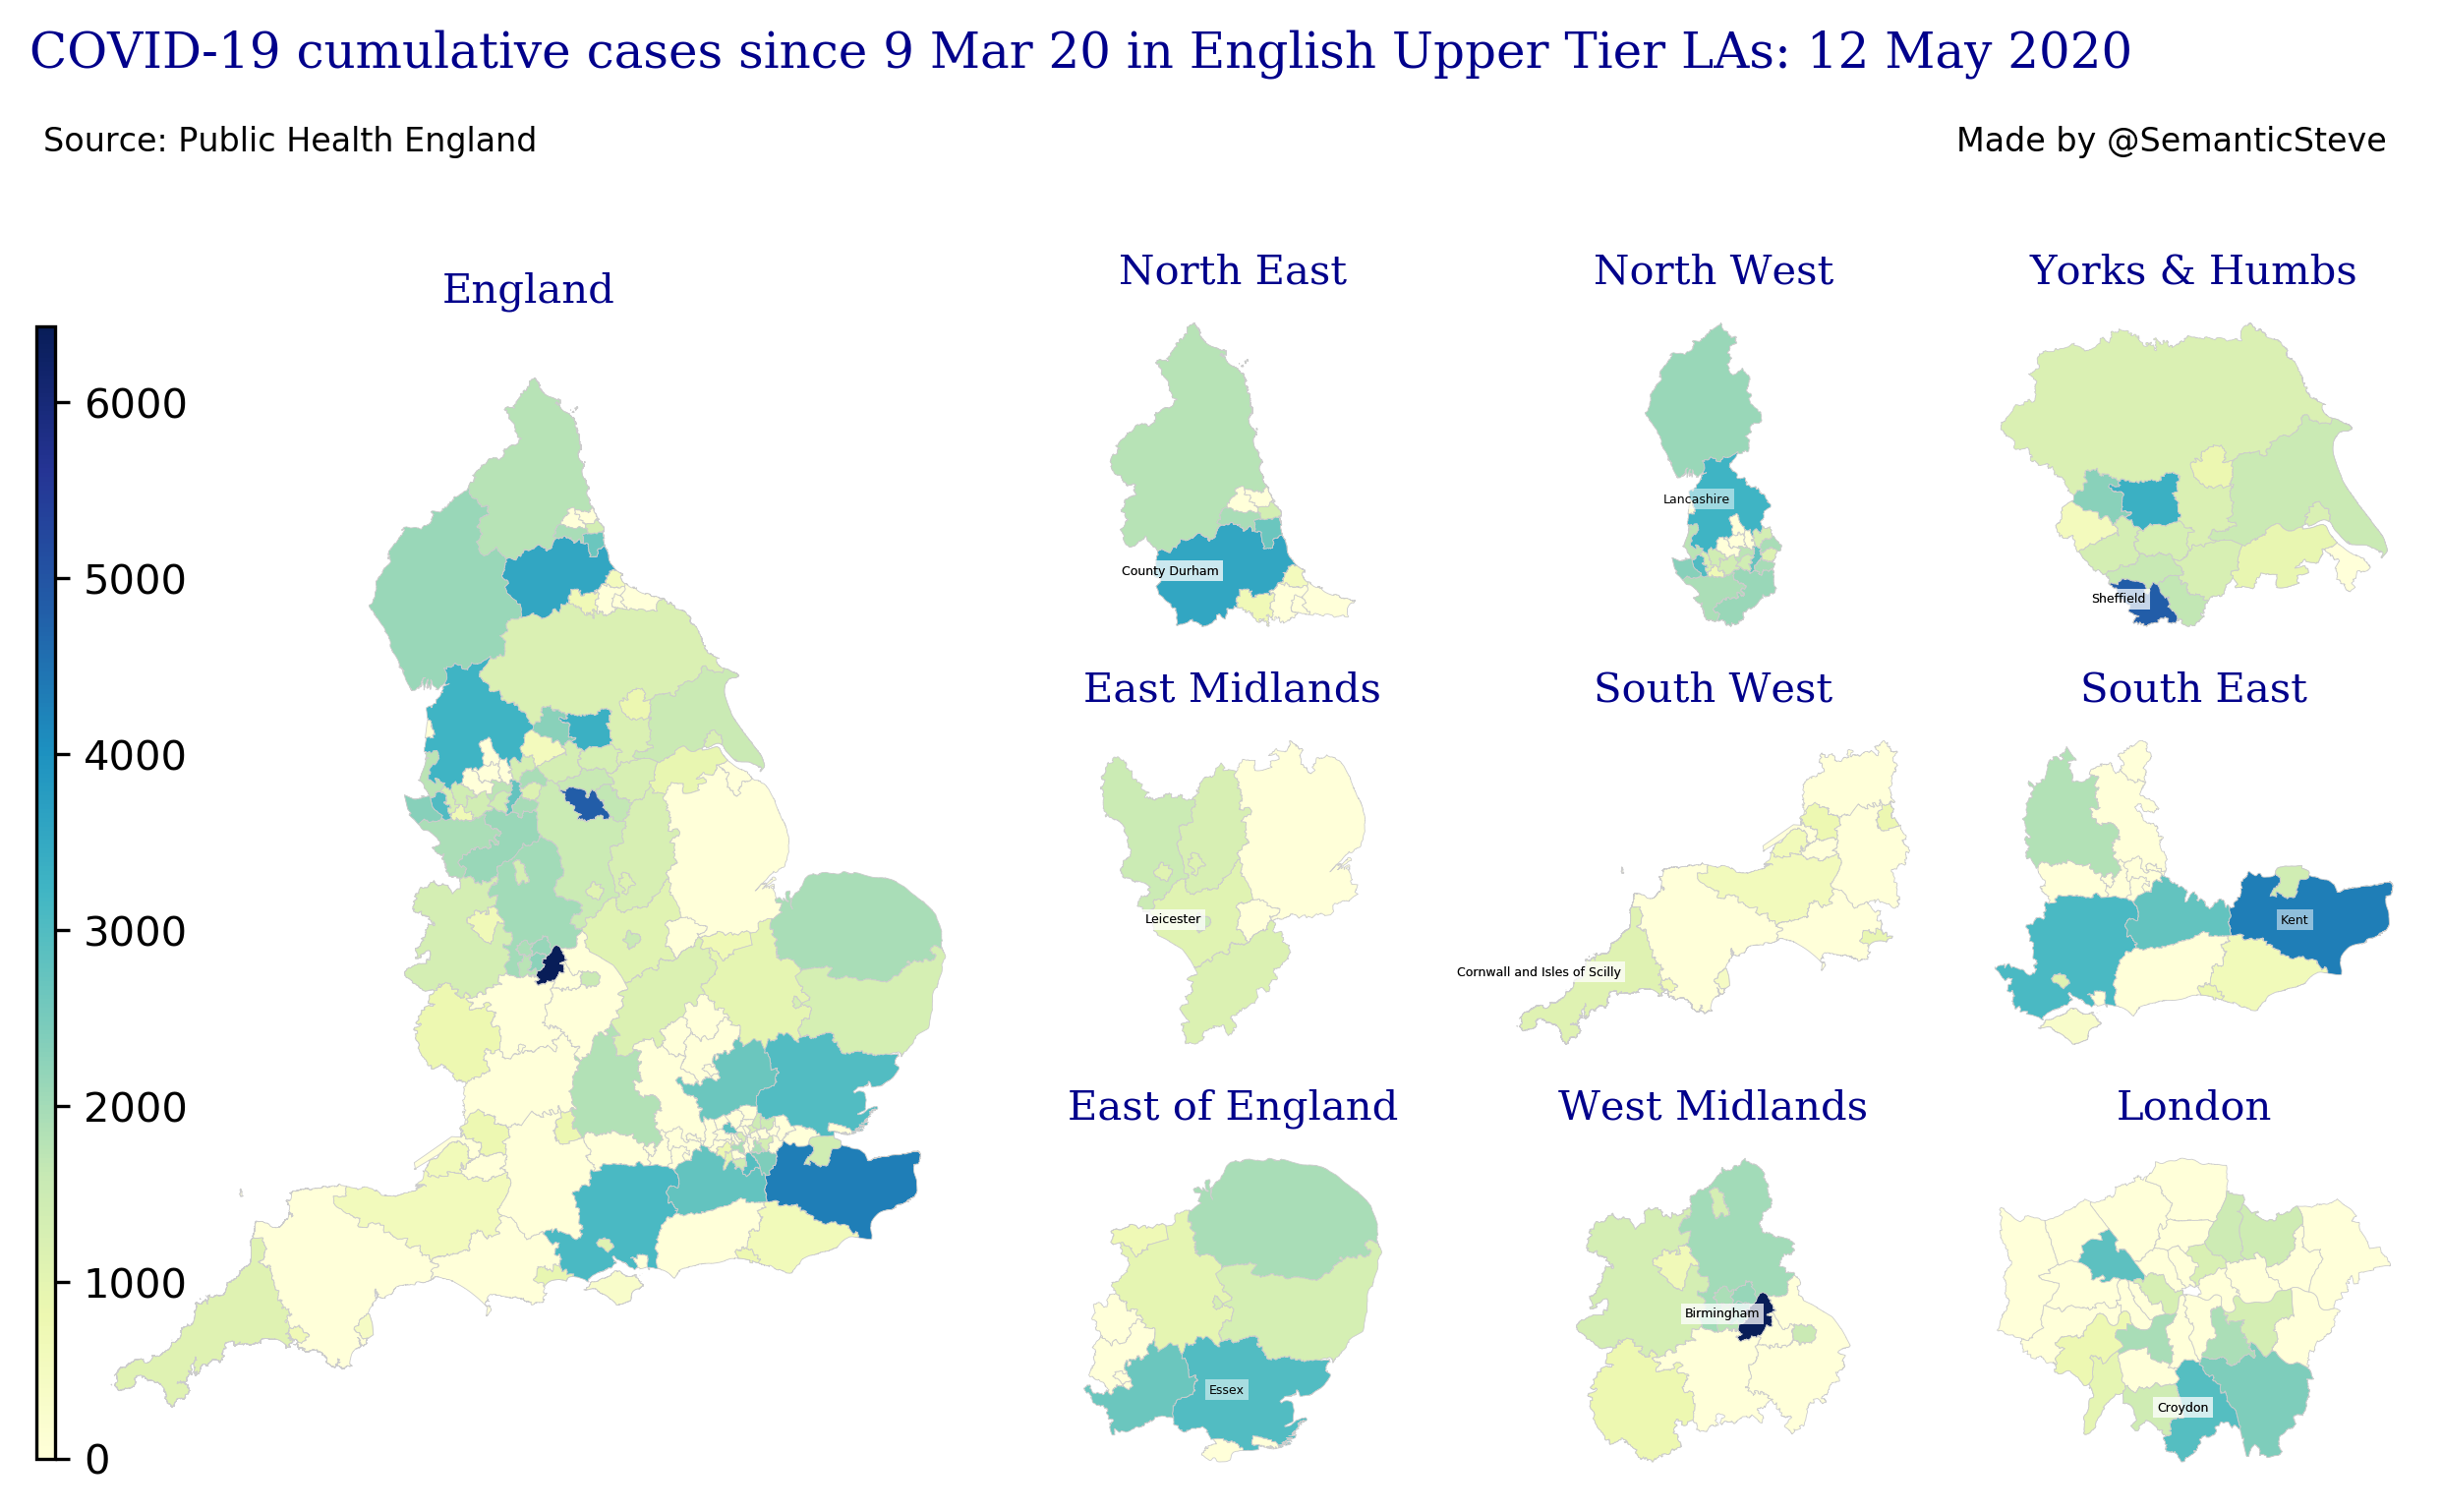 COVID-19 cumulative cases since 9 Mar 20 in English Upper Tier LAs: 12 May 2020
Source: Public Health England
Made by @SemanticSteve
England
6000
5000
4000
3000
2000
1000
0
North East
County Durham
North West
Lancashire
Yorks & Humbs
Sheffield
East Midlands
Leicester
South West
Cornwall and Isles of Scilly
South East
Kent
East of England
Essex
West Midlands
Birmingham
London
Croydon